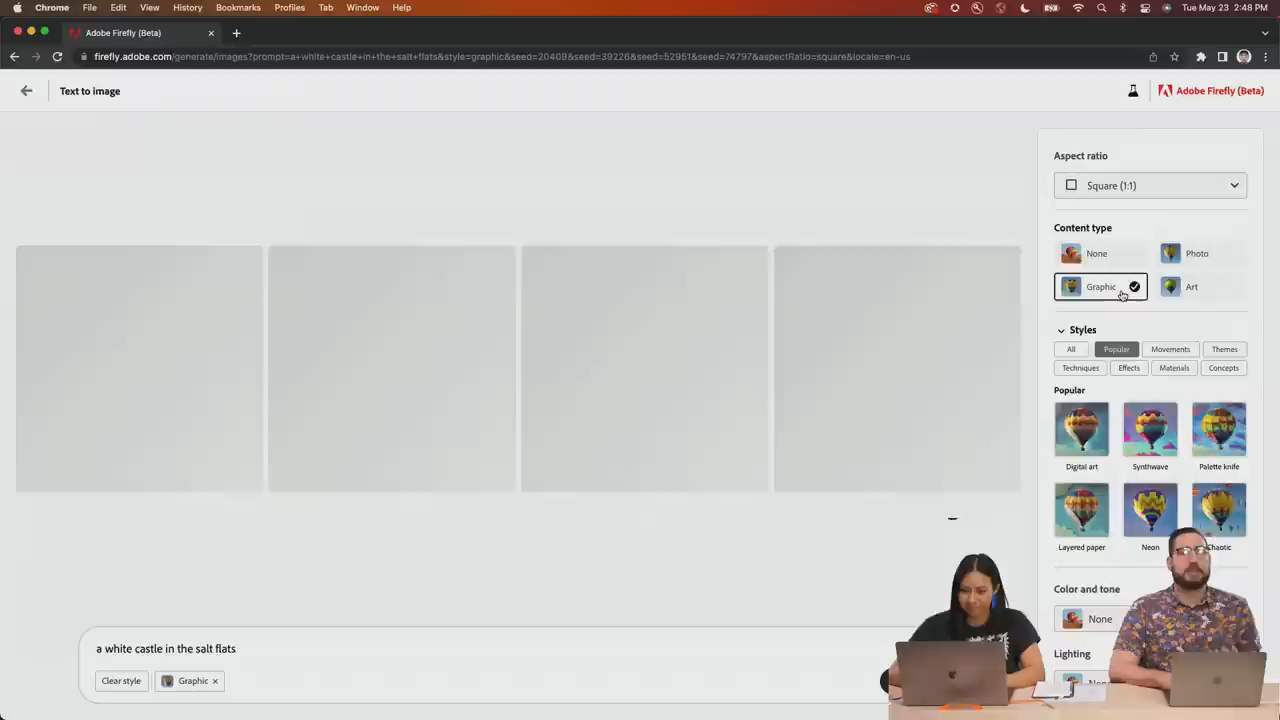 Chrome File Edit View History Bookmarks Profiles Tab Window Help
Tue May 23 2:48 PM
Adobe Firefly (Beta)
firefly.adobe.com/generate/images?prompt=a+white+castle+in+the+salt+flats&style=graphic&seed=20409&seed=39226&seed=52951&seed=74797&aspectRatio=square&locale=en-us
Text to image
Adobe Firefly (Beta)
Aspect ratio
Square (1:1)
Content type
None Photo
Graphic Art
Styles
All Popular Movements Themes
Techniques Effects Materials Concepts
Popular
Digital art Synthwave Palette knife
Layered paper Neon Chaotic
Color and tone
None
Lighting
a white castle in the salt flats
Clear style Graphic